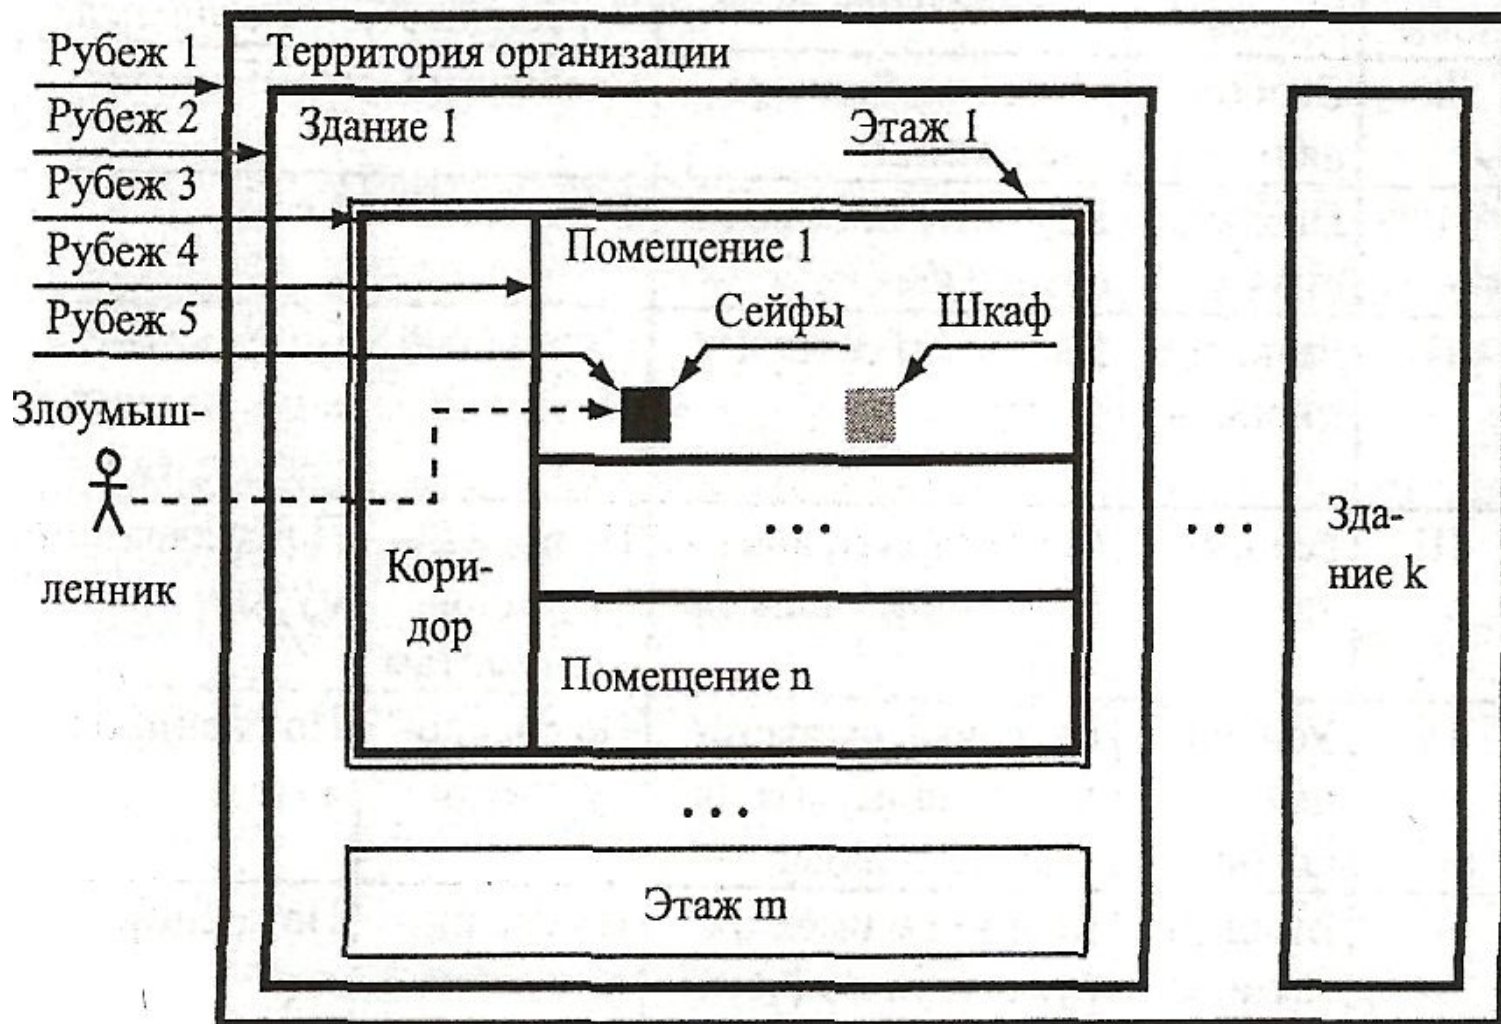 Рубеж 1
Территория организации
Рубеж 2
Здание 1
Этаж 1
Рубеж 3
Рубеж 4
Помещение 1
Рубеж 5
Сейфы
Шкаф
Злоумыш-
ленник
Кори-
дор
...
Помещение n
...
Зда-
ние k
...
Этаж m